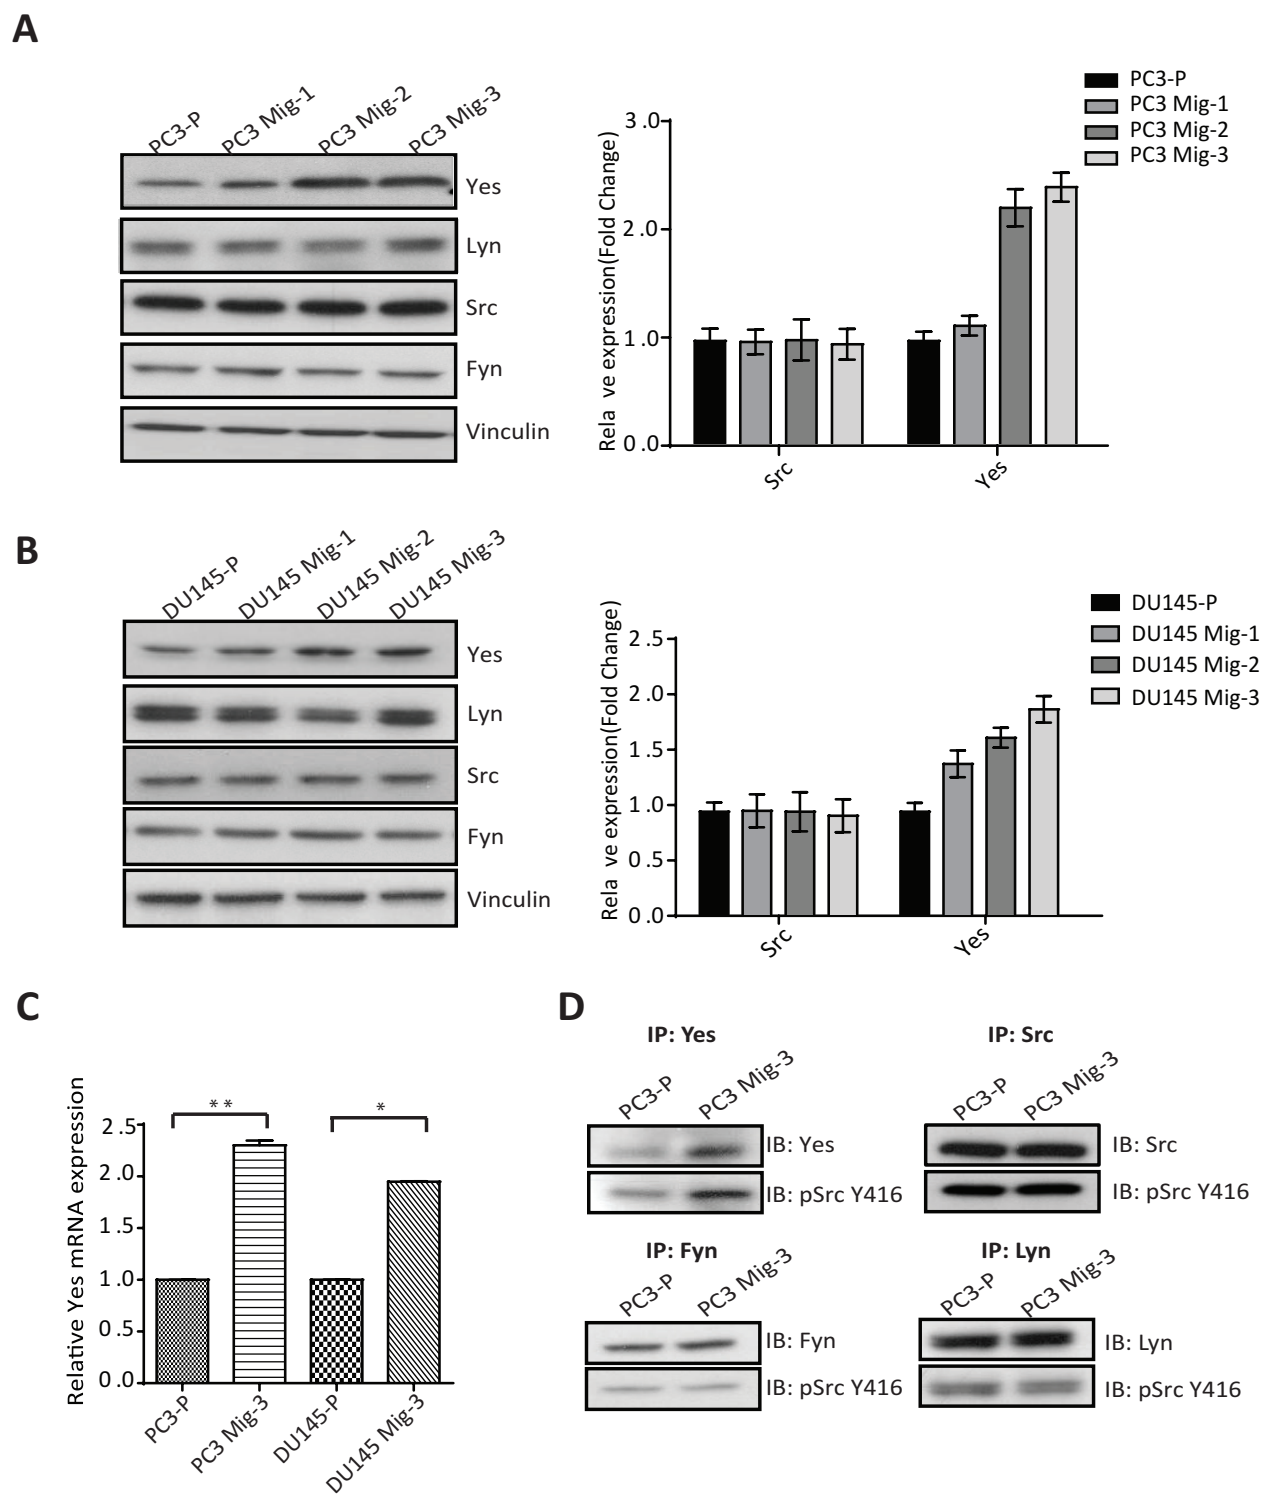 A
PC3-P
PC3 Mig-1
PC3 Mig-2
PC3 Mig-3
Yes
Lyn
Src
Fyn
Vinculin
Rela ve expression(Fold Change)
3.0
2.0
1.0
0.0
Src
Yes
PC3-P
PC3 Mig-1
PC3 Mig-2
PC3 Mig-3
B
DU145-P
DU145 Mig-1
DU145 Mig-2
DU145 Mig-3
Yes
Lyn
Src
Fyn
Vinculin
Rela ve expression(Fold Change)
2.5
2.0
1.5
1.0
0.5
0.0
Src
Yes
DU145-P
DU145 Mig-1
DU145 Mig-2
DU145 Mig-3
C
Relative Yes mRNA expression
2.5
2.0
1.5
1.0
0.5
0.0
**
*
PC3-P
PC3 Mig-3
DU145-P
DU145 Mig-3
D
IP: Yes
PC3-P
PC3 Mig-3
IB: Yes
IB: pSrc Y416
IP: Src
PC3-P
PC3 Mig-3
IB: Src
IB: pSrc Y416
IP: Fyn
PC3-P
PC3 Mig-3
IB: Fyn
IB: pSrc Y416
IP: Lyn
PC3-P
PC3 Mig-3
IB: Lyn
IB: pSrc Y416